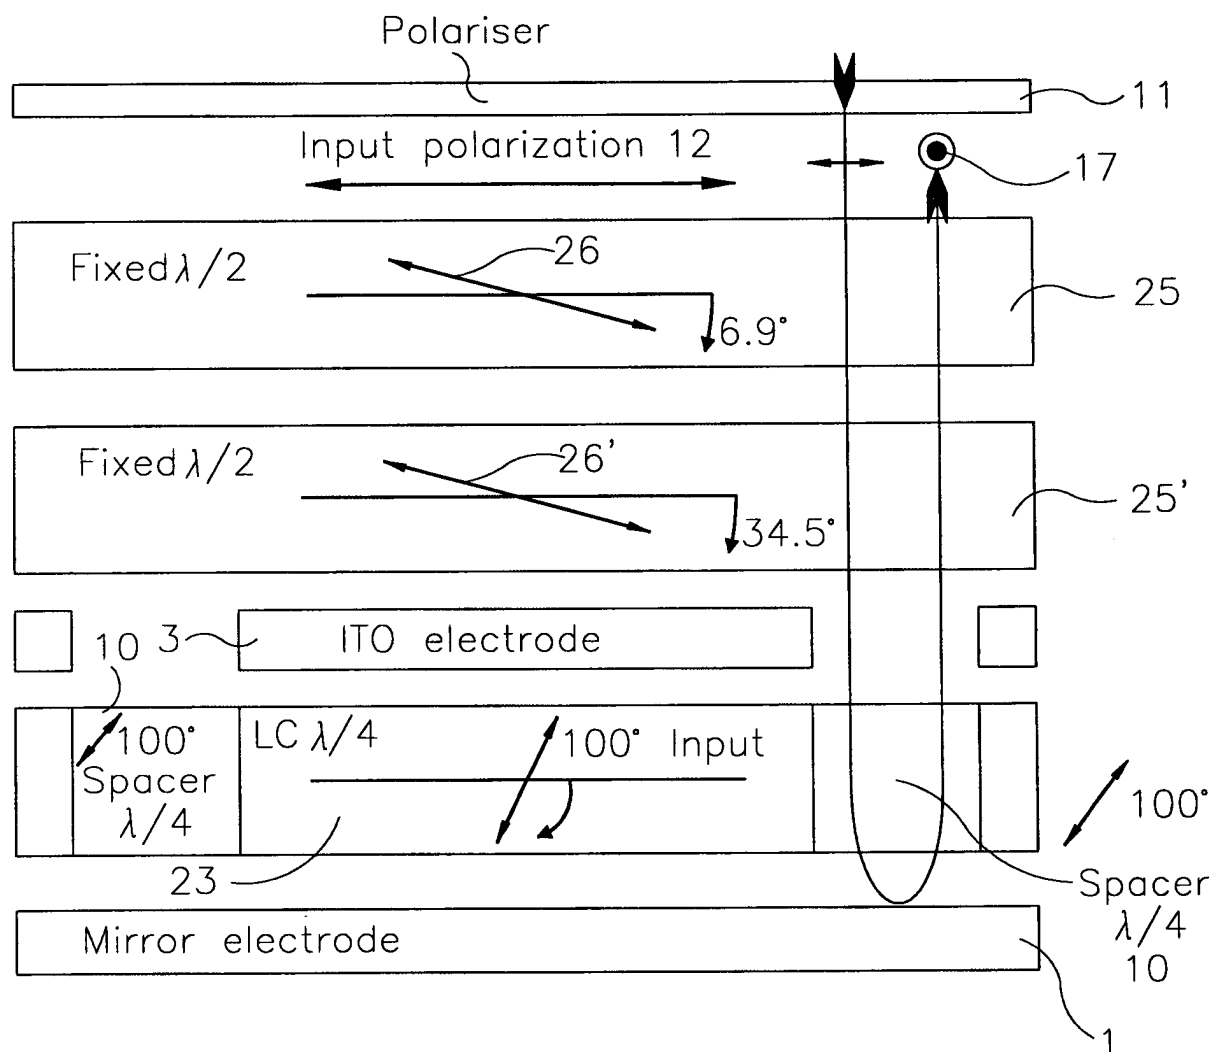 Polariser
11
Input polarization 12
17
Fixed λ/2
26
6.9°
25
Fixed λ/2
26'
34.5°
25'
10
3
ITO electrode
100°
Spacer
λ/4
LC λ/4
100° Input
100°
23
Spacer
λ/4
10
Mirror electrode
1